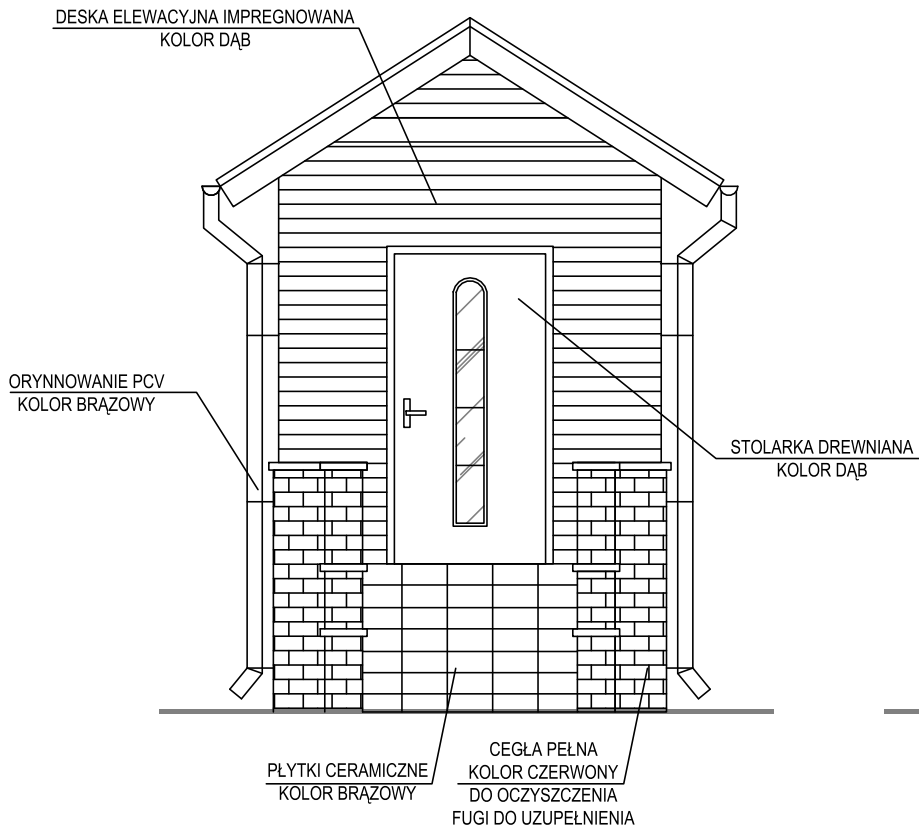 DESKA ELEWACYJNA IMPREGNOWANA
KOLOR DĄB
ORYNNOWANIE PCV
KOLOR BRĄZOWY
STOLARKA DREWNIANA
KOLOR DĄB
PŁYTKI CERAMICZNE
KOLOR BRĄZOWY
CEGŁA PEŁNA
KOLOR CZERWONY
DO OCZYSZCZENIA
FUGI DO UZUPEŁNIENIA